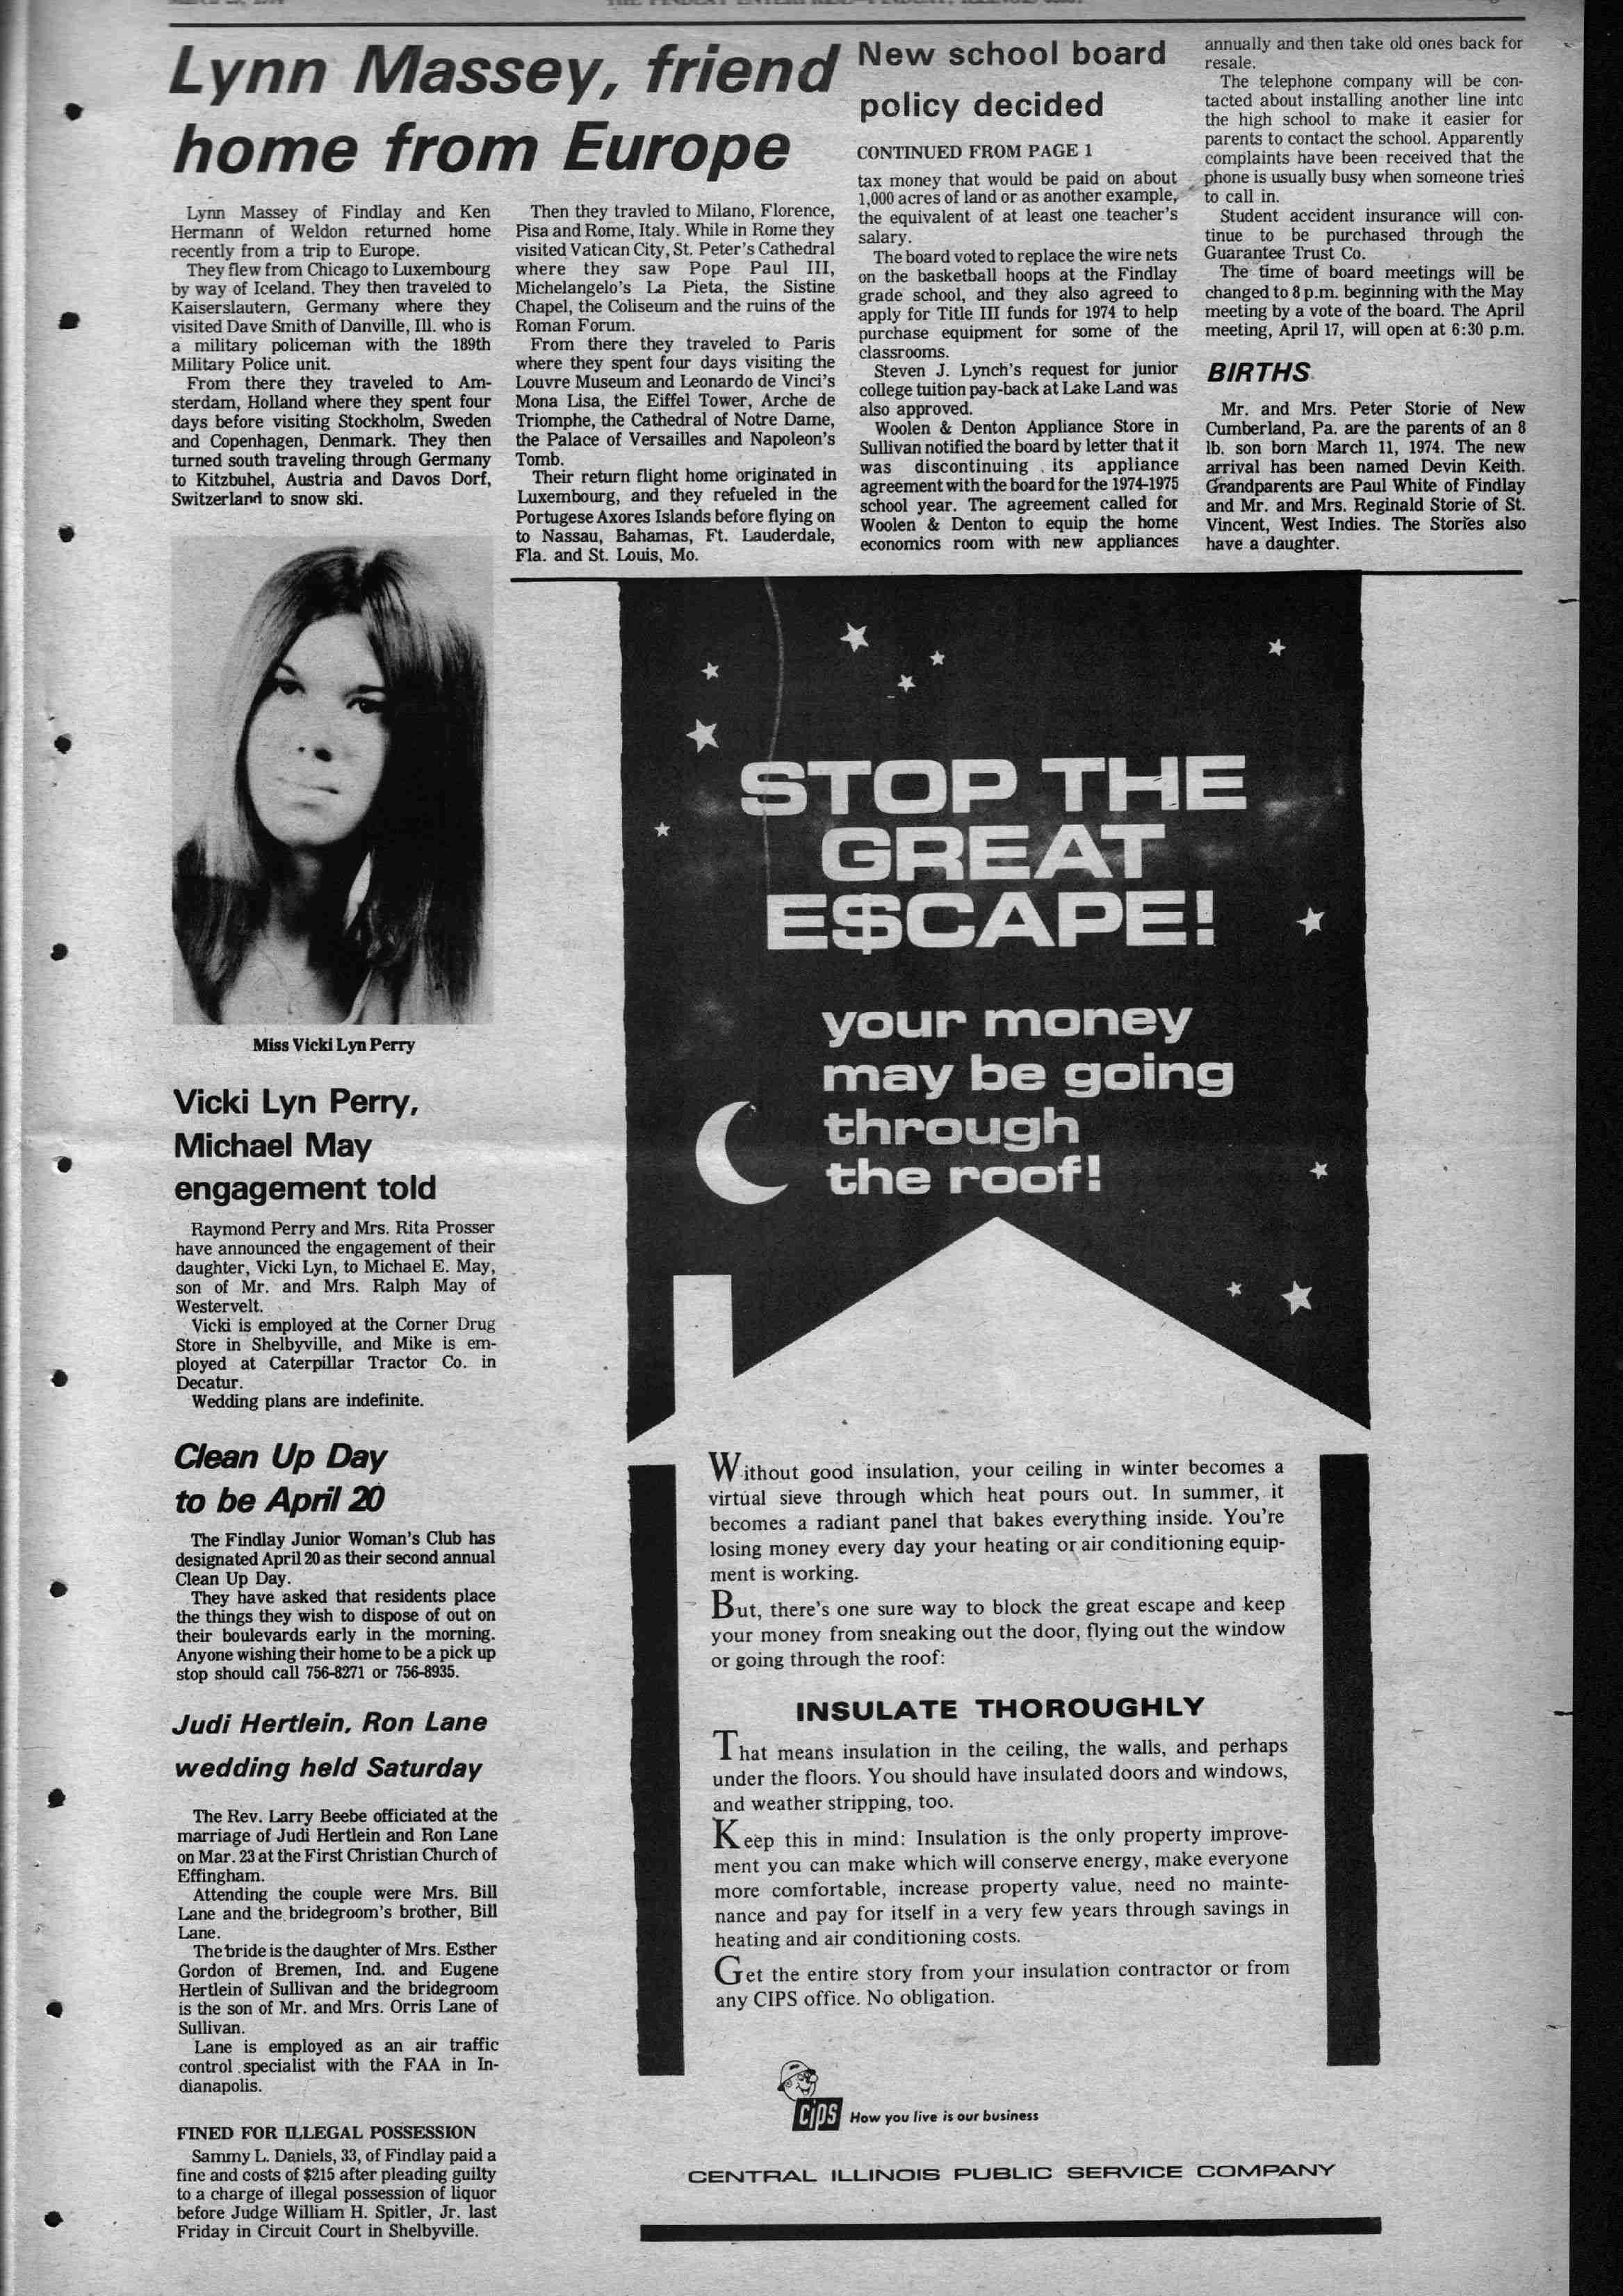 Lynn Massey, friend
home from Europe
Lynn Massey of Findlay and Ken
Hermann of Weldon returned home
recently from a trip to Europe.
They flew from Chicago to Luxembourg
by way of Iceland. They then traveled to
Kaiserslautern, Germany where they
visited Dave Smith of Danville, Ill. who is
a military policeman with the 189th
Military Police unit.
From there they traveled to Am-
sterdam, Holland where they spent four
days before visiting Stockholm, Sweden
and Copenhagen, Denmark. They then
turned south traveling through Germany
to Kitzbuhel, Austria and Davos Dorf,
Switzerland to snow ski.
Then they travled to Milano, Florence,
Pisa and Rome, Italy. While in Rome they
visited Vatican City, St. Peter's Cathedral
where they saw Pope Paul III,
Michelangelo's La Pieta, the Sistine
Chapel, the Coliseum and the ruins of the
Roman Forum.
From there they traveled to Paris
where they spent four days visiting the
Louvre Museum and Leonardo de Vinci's
Mona Lisa, the Eiffel Tower, Arche de
Triomphe, the Cathedral of Notre Dame,
the Palace of Versailles and Napoleon's
Tomb.
Their return flight home originated in
Luxembourg, and they refueled in the
Portugese Axores Islands before flying on
to Nassau, Bahamas, Ft. Lauderdale,
Fla. and St. Louis, Mo.
New school board
policy decided
CONTINUED FROM PAGE 1
tax money that would be paid on about
1,000 acres of land or as another example,
the equivalent of at least one teacher's
salary.
The board voted to replace the wire nets
on the basketball hoops at the Findlay
grade school, and they also agreed to
apply for Title III funds for 1974 to help
purchase equipment for some of the
classrooms.
Steven J. Lynch's request for junior
college tuition pay-back at Lake Land was
also approved.
Woolen & Denton Appliance Store in
Sullivan notified the board by letter that it
was discontinuing its appliance
agreement with the board for the 1974-1975
school year. The agreement called for
Woolen & Denton to equip the home
economics room with new appliances
annually and then take old ones back for
resale.
The telephone company will be con-
tacted about installing another line into
the high school to make it easier for
parents to contact the school. Apparently
complaints have been received that the
phone is usually busy when someone tries
to call in.
Student accident insurance will con-
tinue to be purchased through the
Guarantee Trust Co.
The time of board meetings will be
changed to 8 p.m. beginning with the May
meeting by a vote of the board. The April
meeting, April 17, will open at 6:30 p.m.
BIRTHS
Mr. and Mrs. Peter Storie of New
Cumberland, Pa. are the parents of an 8
lb. son born March 11, 1974. The new
arrival has been named Devin Keith.
Grandparents are Paul White of Findlay
and Mr. and Mrs. Reginald Storie of St.
Vincent, West Indies. The Stories also
have a daughter.
Miss Vicki Lyn Perry
Vicki Lyn Perry,
Michael May
engagement told
Raymond Perry and Mrs. Rita Prosser
have announced the engagement of their
daughter, Vicki Lyn, to Michael E. May,
son of Mr. and Mrs. Ralph May of
Westervelt.
Vicki is employed at the Corner Drug
Store in Shelbyville, and Mike is em-
ployed at Caterpillar Tractor Co. in
Decatur.
Wedding plans are indefinite.
Clean Up Day
to be April 20
The Findlay Junior Woman's Club has
designated April 20 as their second annual
Clean Up Day.
They have asked that residents place
the things they wish to dispose of out on
their boulevards early in the morning.
Anyone wishing their home to be a pick up
stop should call 756-8271 or 756-8935.
Judi Hertlein, Ron Lane
wedding held Saturday
The Rev. Larry Beebe officiated at the
marriage of Judi Hertlein and Ron Lane
on Mar. 23 at the First Christian Church of
Effingham.
Attending the couple were Mrs. Bill
Lane and the bridegroom's brother, Bill
Lane.
The bride is the daughter of Mrs. Esther
Gordon of Bremen, Ind. and Eugene
Hertlein of Sullivan and the bridegroom
is the son of Mr. and Mrs. Orris Lane of
Sullivan.
Lane is employed as an air traffic
control specialist with the FAA in In-
dianapolis.
FINED FOR ILLEGAL POSSESSION
Sammy L. Daniels, 33, of Findlay paid a
fine and costs of $215 after pleading guilty
to a charge of illegal possession of liquor
before Judge William H. Spitler, Jr. last
Friday in Circuit Court in Shelbyville.
STOP THE
GREAT
E$CAPE!
your money
may be going
through
the roof!
Without good insulation, your ceiling in winter becomes a
virtual sieve through which heat pours out. In summer, it
becomes a radiant panel that bakes everything inside. You're
losing money every day your heating or air conditioning equip-
ment is working.
But, there's one sure way to block the great escape and keep
your money from sneaking out the door, flying out the window
or going through the roof:
INSULATE THOROUGHLY
That means insulation in the ceiling, the walls, and perhaps
under the floors. You should have insulated doors and windows,
and weather stripping, too.
Keep this in mind: Insulation is the only property improve-
ment you can make which will conserve energy, make everyone
more comfortable, increase property value, need no mainte-
nance and pay for itself in a very few years through savings in
heating and air conditioning costs.
Get the entire story from your insulation contractor or from
any CIPS office. No obligation.
CIPS How you live is our business
CENTRAL ILLINOIS PUBLIC SERVICE COMPANY